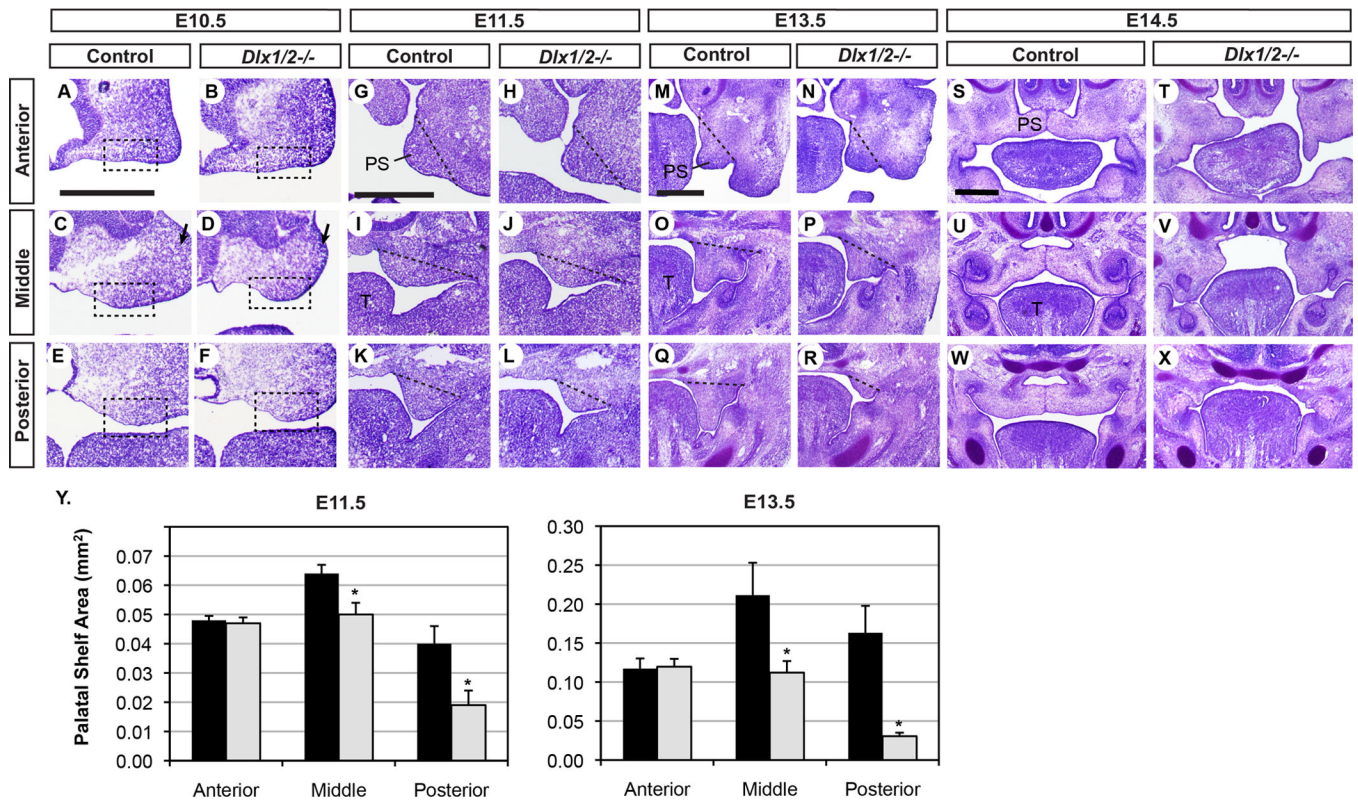 E10.5 E11.5 E13.5 E14.5
Control Dlx1/2-/- Control Dlx1/2-/- Control Dlx1/2-/- Control Dlx1/2-/-
Anterior
A B G H M N S T
PS PS PS
Middle
C D I J O P U V
T T T
Posterior
E F K L Q R W X
Y.
E11.5 E13.5
Palatal Shelf Area (mm²)
0.07
0.06
0.05
0.04
0.03
0.02
0.01
0.00
* *
Anterior Middle Posterior
0.30
0.25
0.20
0.15
0.10
0.05
0.00
* *
Anterior Middle Posterior